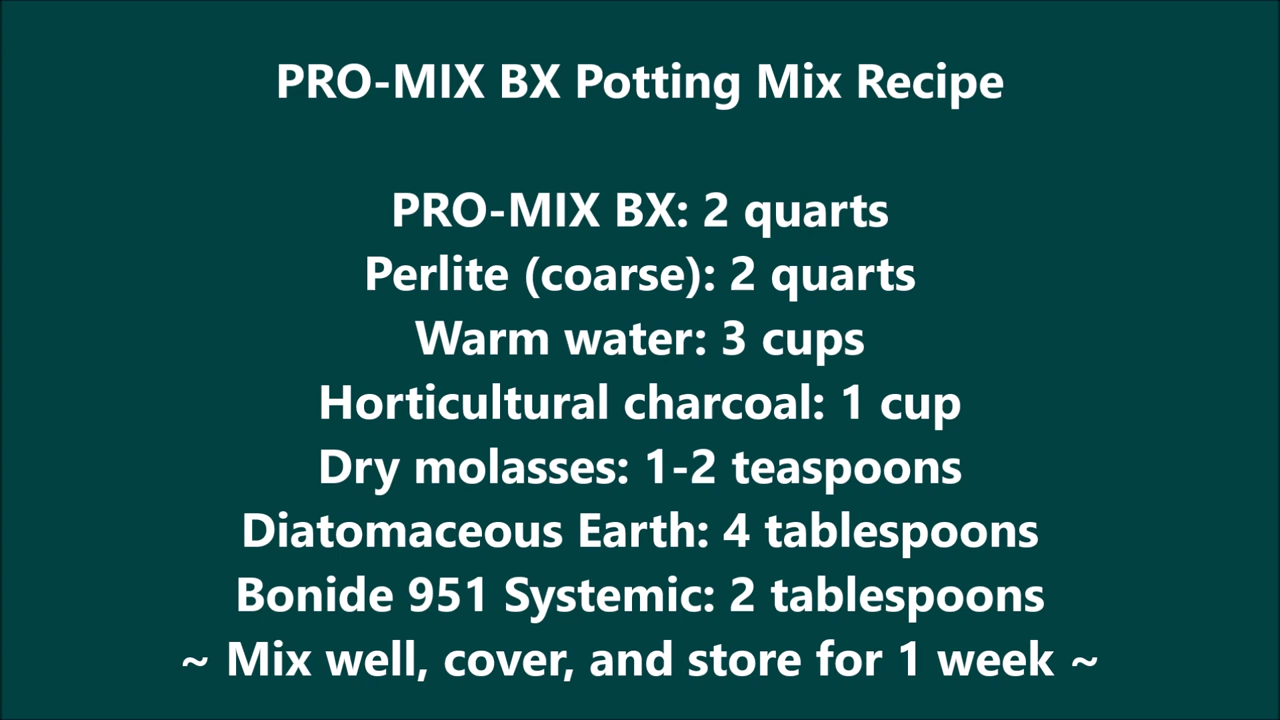 PRO-MIX BX Potting Mix Recipe
PRO-MIX BX: 2 quarts
Perlite (coarse): 2 quarts
Warm water: 3 cups
Horticultural charcoal: 1 cup
Dry molasses: 1-2 teaspoons
Diatomaceous Earth: 4 tablespoons
Bonide 951 Systemic: 2 tablespoons
~ Mix well, cover, and store for 1 week ~